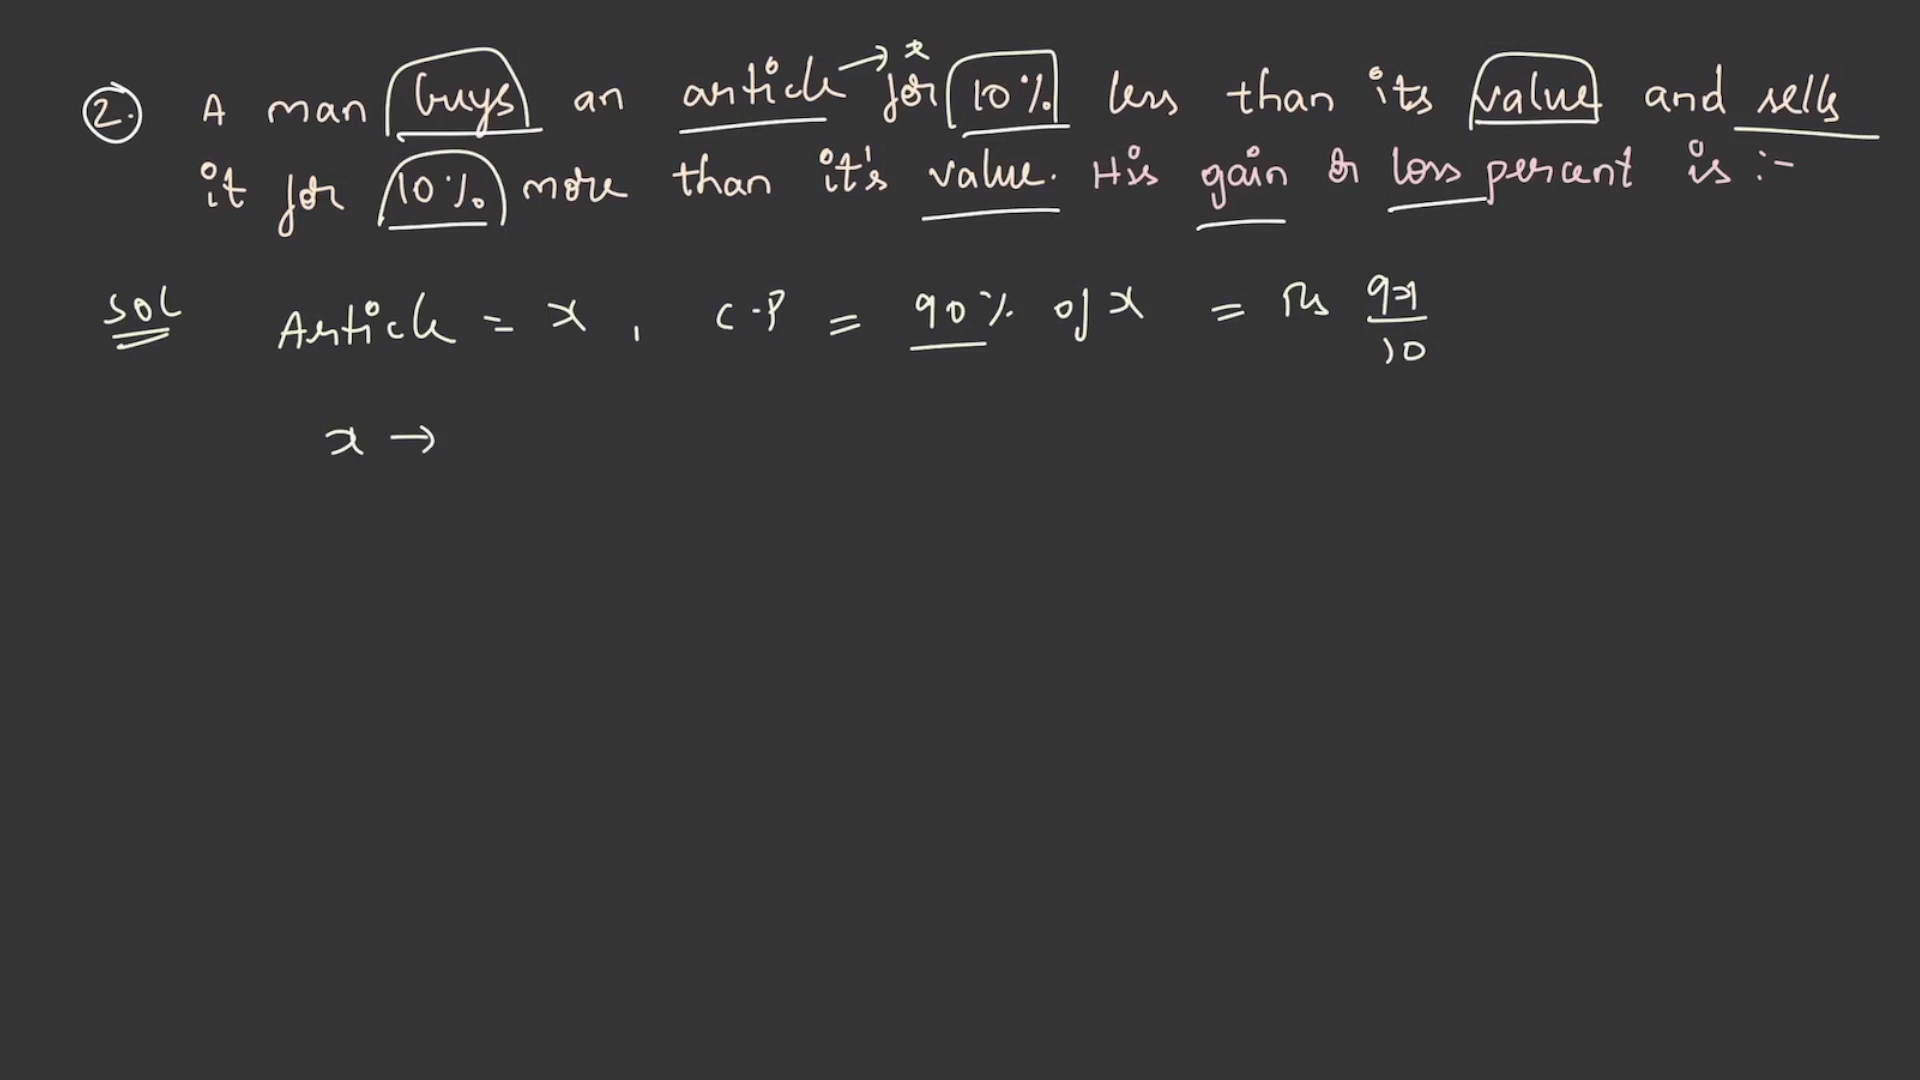 2. A man buys an article → x for 10% less than its value and sells
it for 10% more than it's value. His gain or loss percent is :-
Sol Article = x , C.P = 90% of x = Rs 9x/10
x →